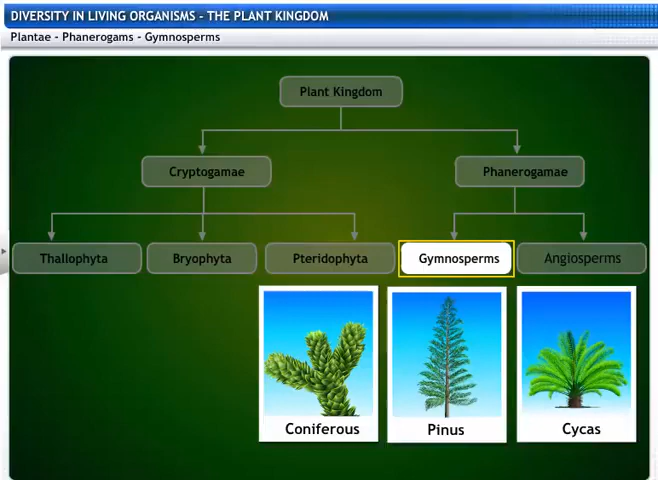 DIVERSITY IN LIVING ORGANISMS - THE PLANT KINGDOM
Plantae - Phanerogams - Gymnosperms
Plant Kingdom
Cryptogamae
Phanerogamae
Thallophyta
Bryophyta
Pteridophyta
Gymnosperms
Angiosperms
Coniferous
Pinus
Cycas